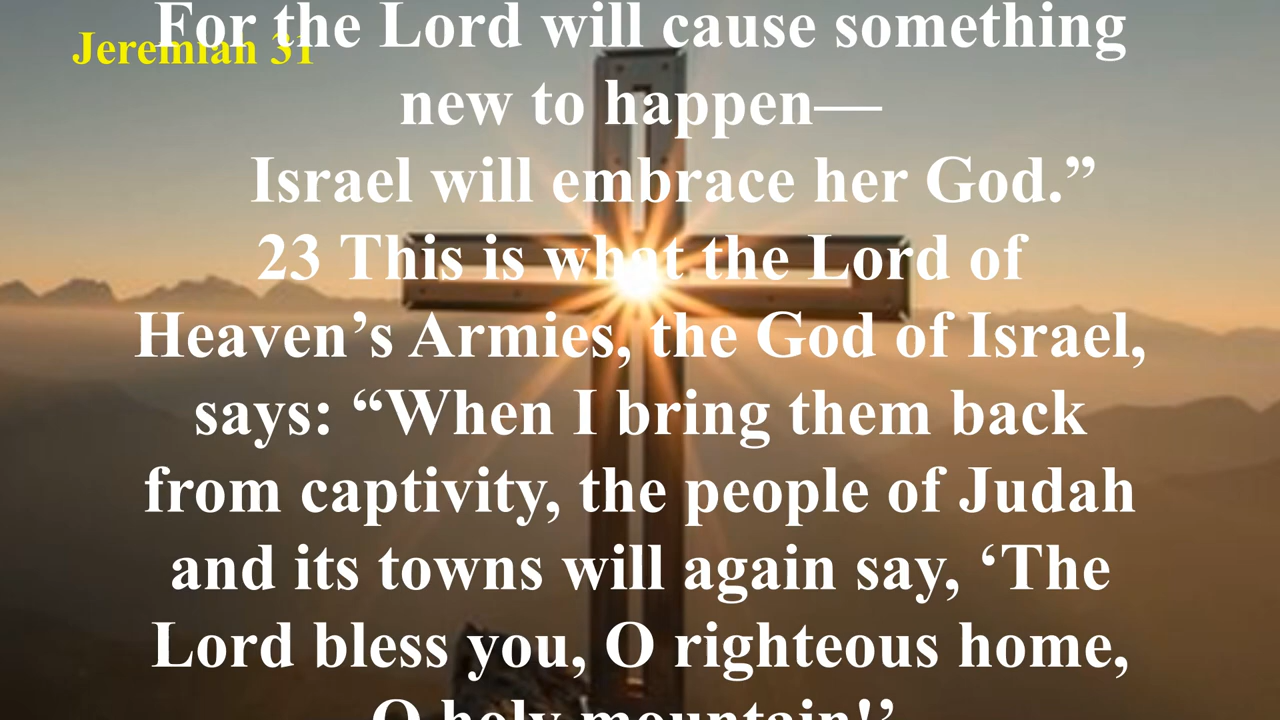 Jeremiah 31
For the Lord will cause something
new to happen—
Israel will embrace her God.”
23 This is what the Lord of
Heaven’s Armies, the God of Israel,
says: “When I bring them back
from captivity, the people of Judah
and its towns will again say, ‘The
Lord bless you, O righteous home,
O holy mountain!’